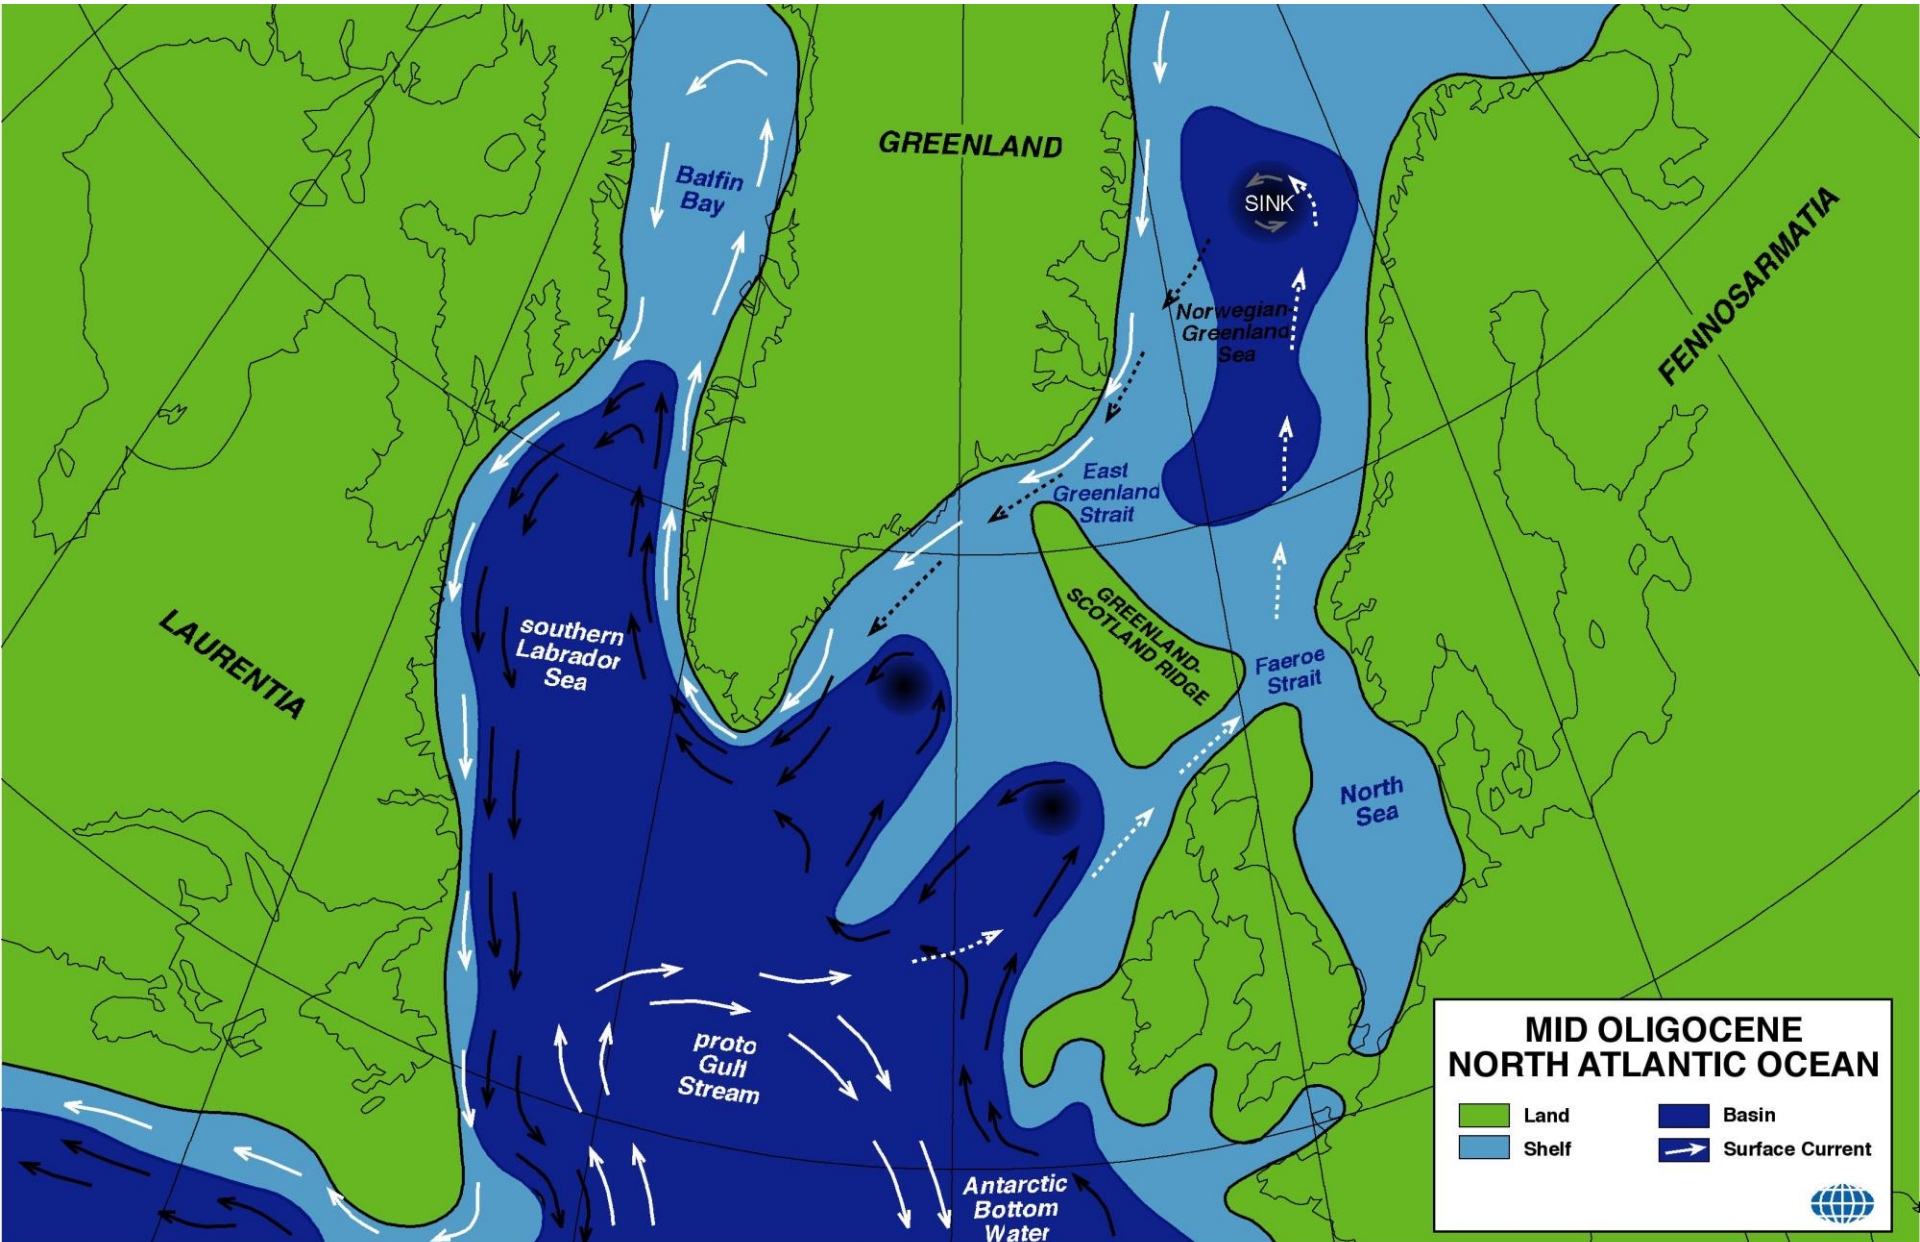 GREENLAND
Balfin
Bay
SINK
Norwegian-
Greenland
Sea
FENNOSARMATIA
East
Greenland
Strait
GREENLAND-
SCOTLAND RIDGE
LAURENTIA
southern
Labrador
Sea
Faeroe
Strait
North
Sea
proto
Gulf
Stream
Antarctic
Bottom
Water
MID OLIGOCENE
NORTH ATLANTIC OCEAN
Land
Basin
Shelf
Surface Current